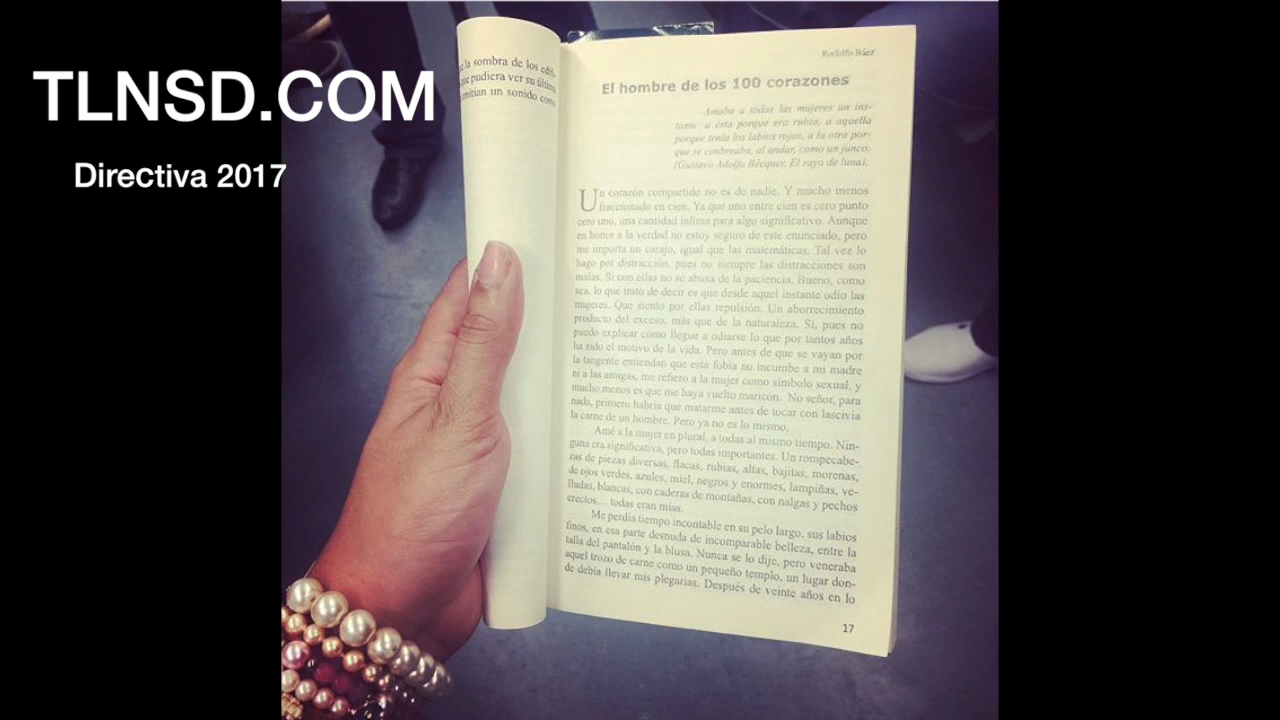 TLNSD.COM
Directiva 2017
la sombra de los edifi-
que pudiera ver su último
emitían un sonido como
Rodolfo Báez
El hombre de los 100 corazones
Amaba a todas las mujeres un ins-
tante: a ésta porque era rubia, a aquella
porque tenía los labios rojos, a la otra por-
que se cimbreaba, al andar, como un junco.
(Gustavo Adolfo Bécquer, El rayo de luna).
Un corazón compartido no es de nadie. Y mucho menos
fraccionado en cien. Ya que uno entre cien es cero punto
cero uno, una cantidad ínfima para algo significativo. Aunque
en honor a la verdad no estoy seguro de este enunciado, pero
me importa un carajo, igual que las matemáticas. Tal vez lo
hago por distracción, pues no siempre las distracciones son
malas. Si con ellas no se abusa de la paciencia. Bueno, como
sea, lo que trato de decir es que desde aquel instante odio las
mujeres. Que siento por ellas repulsión. Un aborrecimiento
producto del exceso, más que de la naturaleza. Sí, pues no
puedo explicar cómo llegue a odiarse lo que por tantos años
ha sido el motivo de la vida. Pero antes de que se vayan por
la tangente entiendan que esta fobia no incumbe a mi madre
ni a las amigas, me refiero a la mujer como símbolo sexual, y
mucho menos es que me haya vuelto maricón. No señor, para
nada, primero habría que matarme antes de tocar con lascivia
la carne de un hombre. Pero ya no es lo mismo.
Amé a la mujer en plural, a todas al mismo tiempo. Nin-
guna era significativa, pero todas importantes. Un rompecabe-
zas de piezas diversas, flacas, rubias, altas, bajitas, morenas,
de ojos verdes, azules, miel, negros y enormes, lampiñas, ve-
lludas, blancas, con caderas de montañas, con nalgas y pechos
erectos… todas eran mías.
Me perdía tiempo incontable en su pelo largo, sus labios
finos, en esa parte desnuda de incomparable belleza, entre la
talla del pantalón y la blusa. Nunca se lo dije, pero veneraba
aquel trozo de carne como un pequeño templo, un lugar don-
de debía llevar mis plegarias. Después de veinte años en lo
17